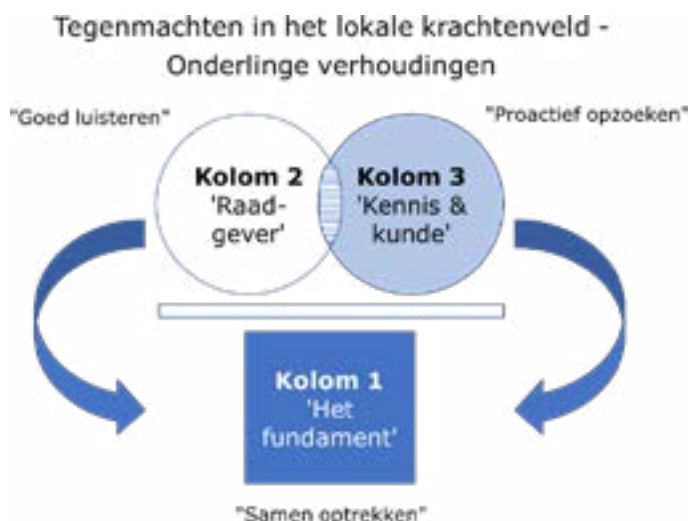 Tegenmachten in het lokale krachtenveld -
Onderlinge verhoudingen
"Goed luisteren"
"Proactief opzoeken"
Kolom 2
'Raad-
gever'
Kolom 3
'Kennis &
kunde'
Kolom 1
'Het
fundament'
"Samen optrekken"